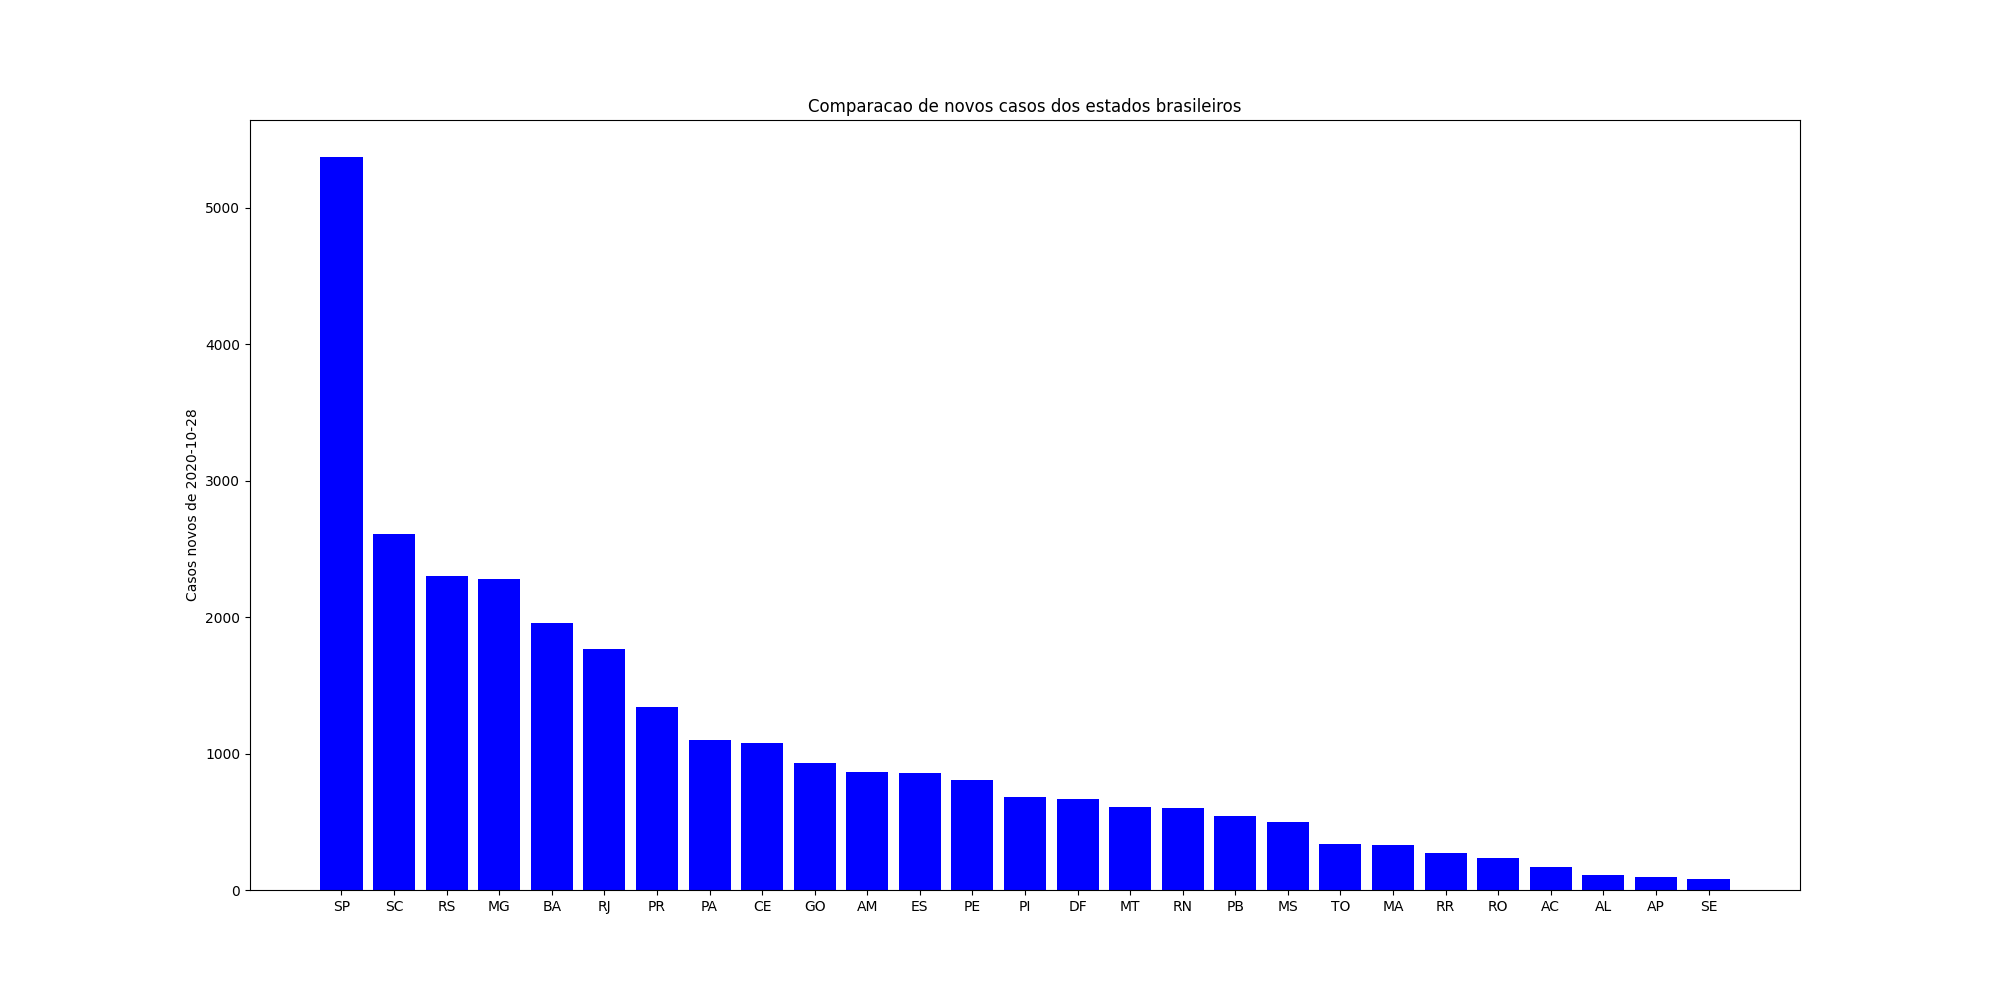 Comparacao de novos casos dos estados brasileiros
Casos novos de 2020-10-28
5000
4000
3000
2000
1000
0
SP SC RS MG BA RJ PR PA CE GO AM ES PE PI DF MT RN PB MS TO MA RR RO AC AL AP SE